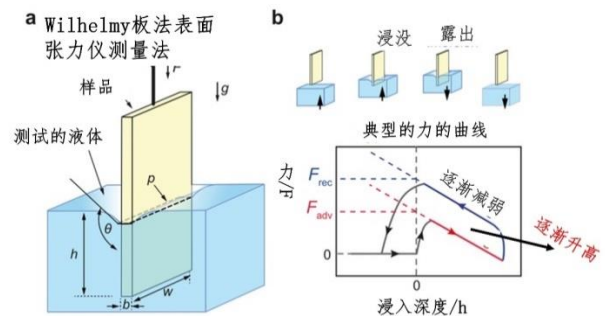 a Wilhelmy板法表面
张力仪测量法
F
g
样品
测试的液体
p
θ
h
b
w
b
浸没 露出
典型的力的曲线
力/F
F_rec
F_adv
0
0
逐渐减弱
逐渐升高
浸入深度/h